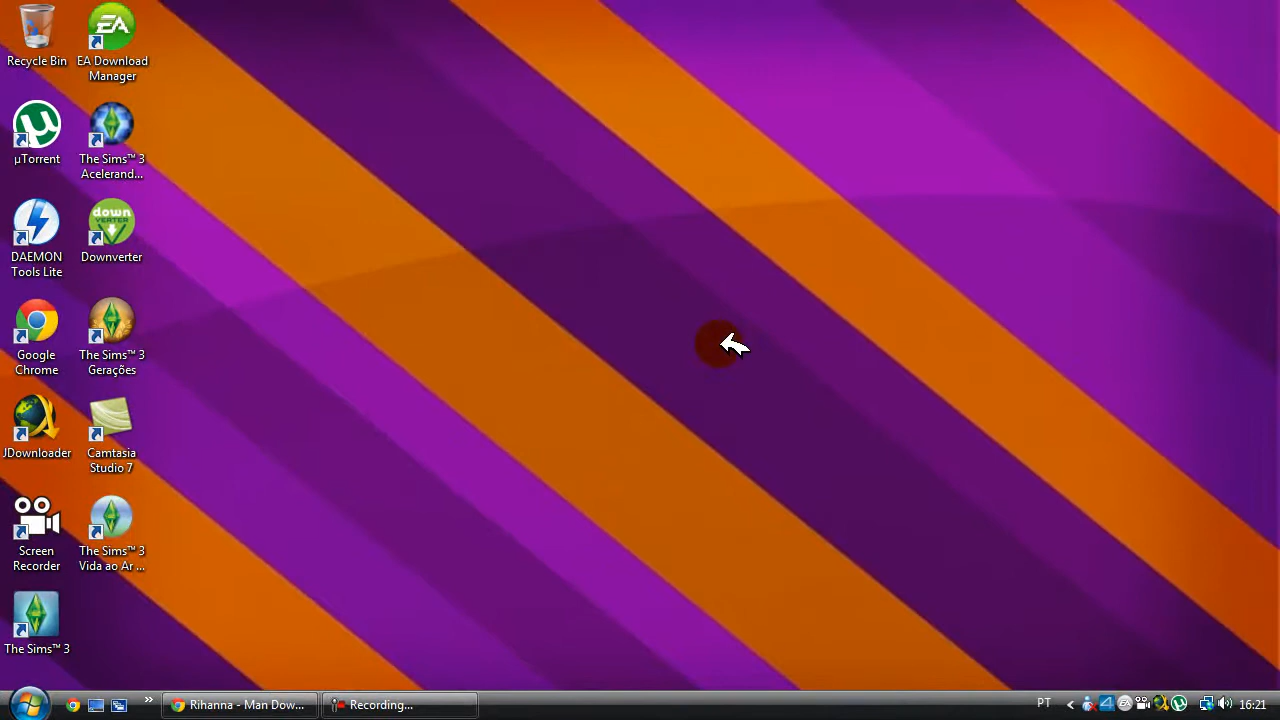 Recycle Bin
EA Download
Manager
µTorrent
The Sims™ 3
Acelerand...
DAEMON
Tools Lite
down
VERTER
Downverter
Google
Chrome
The Sims™ 3
Gerações
JDownloader
Camtasia
Studio 7
Screen
Recorder
The Sims™ 3
Vida ao Ar ...
The Sims™ 3
Rihanna - Man Dow...
Recording...
PT
16:21